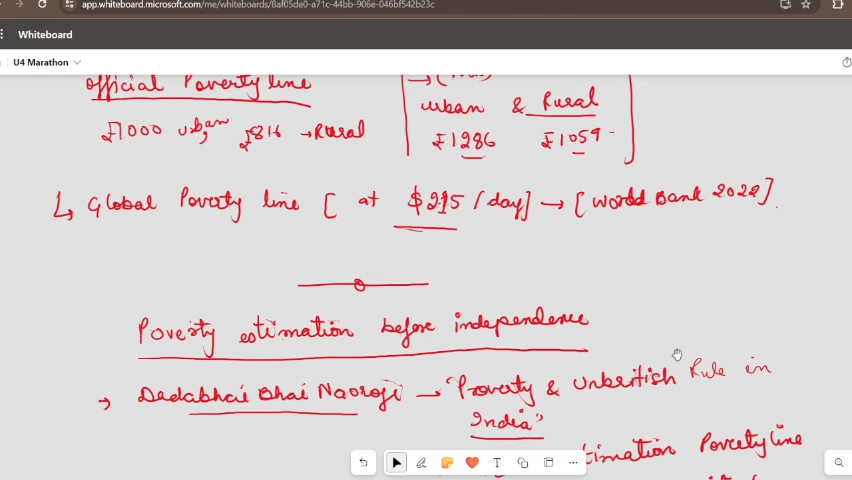 app.whiteboard.microsoft.com/me/whiteboards/8af05de0-a71c-44bb-906e-046bf542b23c
Whiteboard
U4 Marathon
official Poverty line
urban & Rural
₹1000 urban, ₹816 → Rural
₹1286 ₹1059
↳ Global Poverty line [ at $2.15 / day] → [World Bank 2022]
Poverty estimation before independence
→ Dadabhai Bhai Naoroji → "Poverty & Unbritish Rule in
India"
timation Poverty line